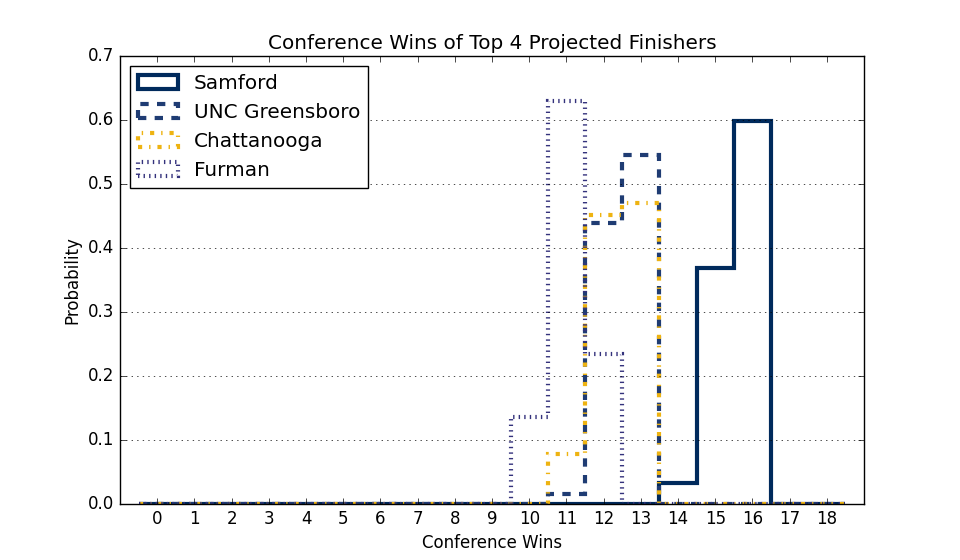 Conference Wins of Top 4 Projected Finishers
Samford
UNC Greensboro
Chattanooga
Furman
Probability
0.7
0.6
0.5
0.4
0.3
0.2
0.1
0.0
0 1 2 3 4 5 6 7 8 9 10 11 12 13 14 15 16 17 18
Conference Wins